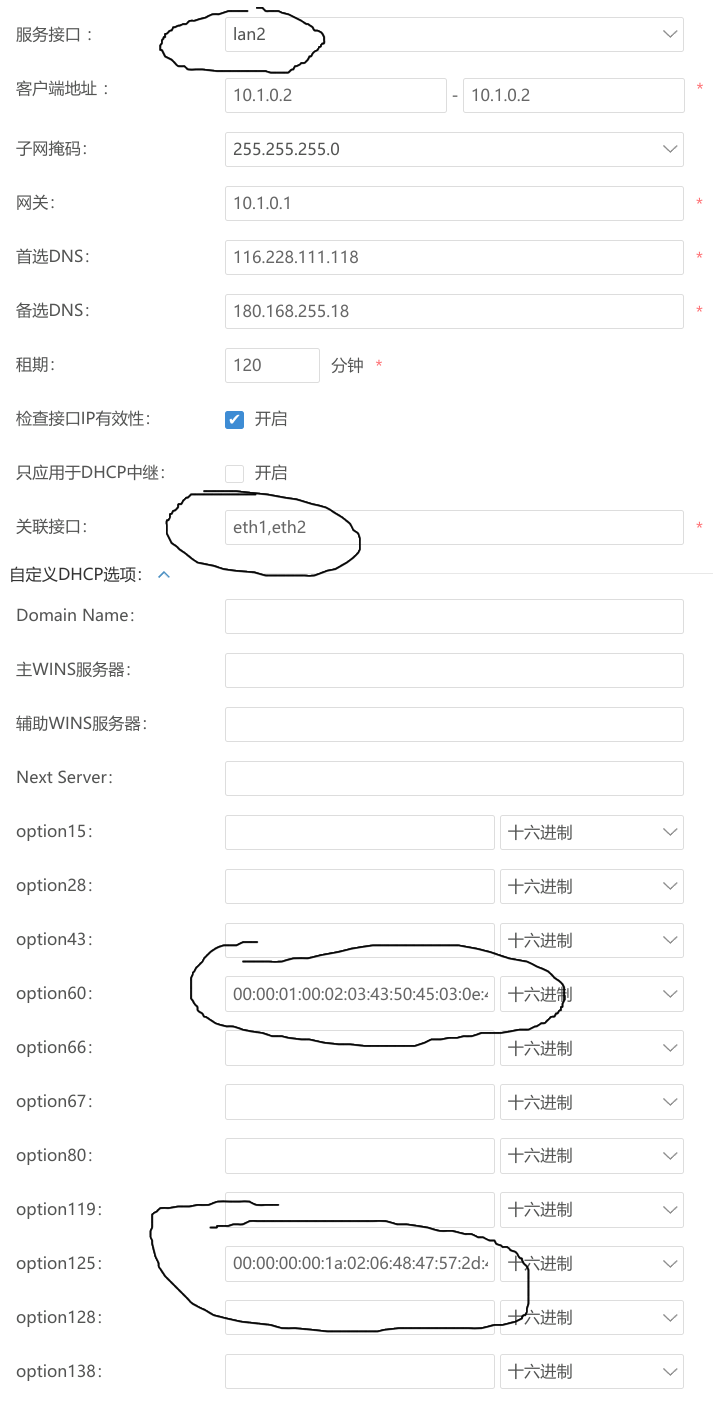 服务接口： lan2
客户端地址： 10.1.0.2 - 10.1.0.2 *
子网掩码： 255.255.255.0
网关： 10.1.0.1 *
首选DNS： 116.228.111.118 *
备选DNS： 180.168.255.18 *
租期： 120 分钟 *
检查接口IP有效性： 开启
只应用于DHCP中继： 开启
关联接口： eth1,eth2 *
自定义DHCP选项：
Domain Name：
主WINS服务器：
辅助WINS服务器：
Next Server：
option15： 十六进制
option28： 十六进制
option43： 十六进制
option60： 00:00:01:00:02:03:43:50:45:03:0e:4 十六进制
option66： 十六进制
option67： 十六进制
option80： 十六进制
option119： 十六进制
option125： 00:00:00:00:1a:02:06:48:47:57:2d:4 十六进制
option128： 十六进制
option138： 十六进制